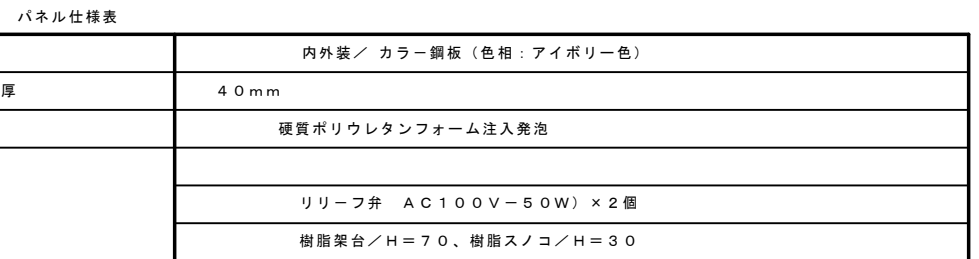 パネル仕様表
内外装／ カラー鋼板（色相：アイボリー色）
厚 ４０ｍｍ
硬質ポリウレタンフォーム注入発泡
リリーフ弁　ＡＣ１００Ｖ－５０Ｗ）×２個
樹脂架台／Ｈ＝７０、樹脂スノコ／Ｈ＝３０